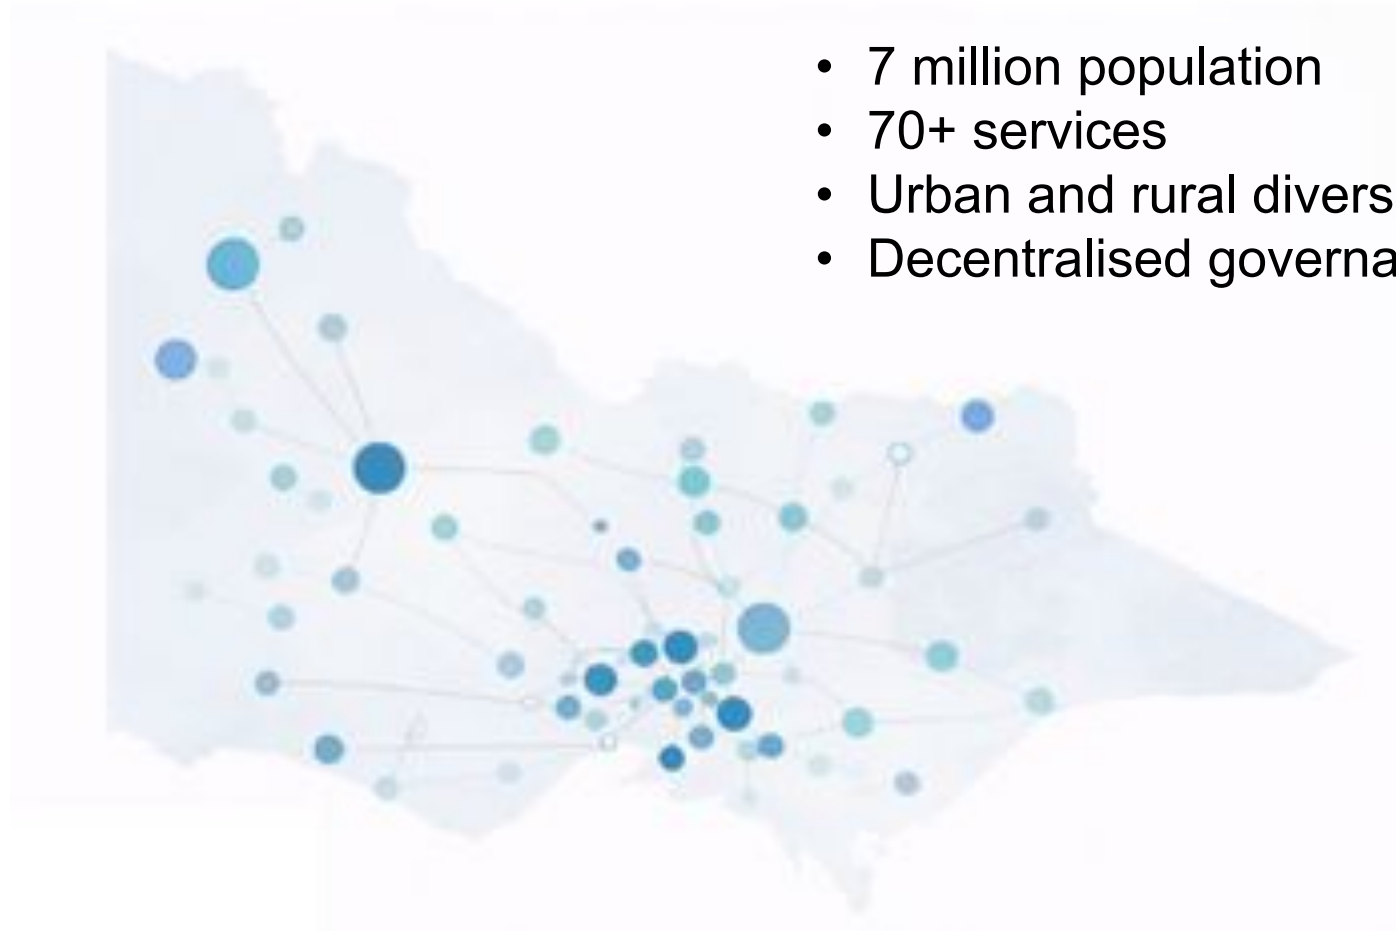 • 7 million population
• 70+ services
• Urban and rural divers
• Decentralised governa